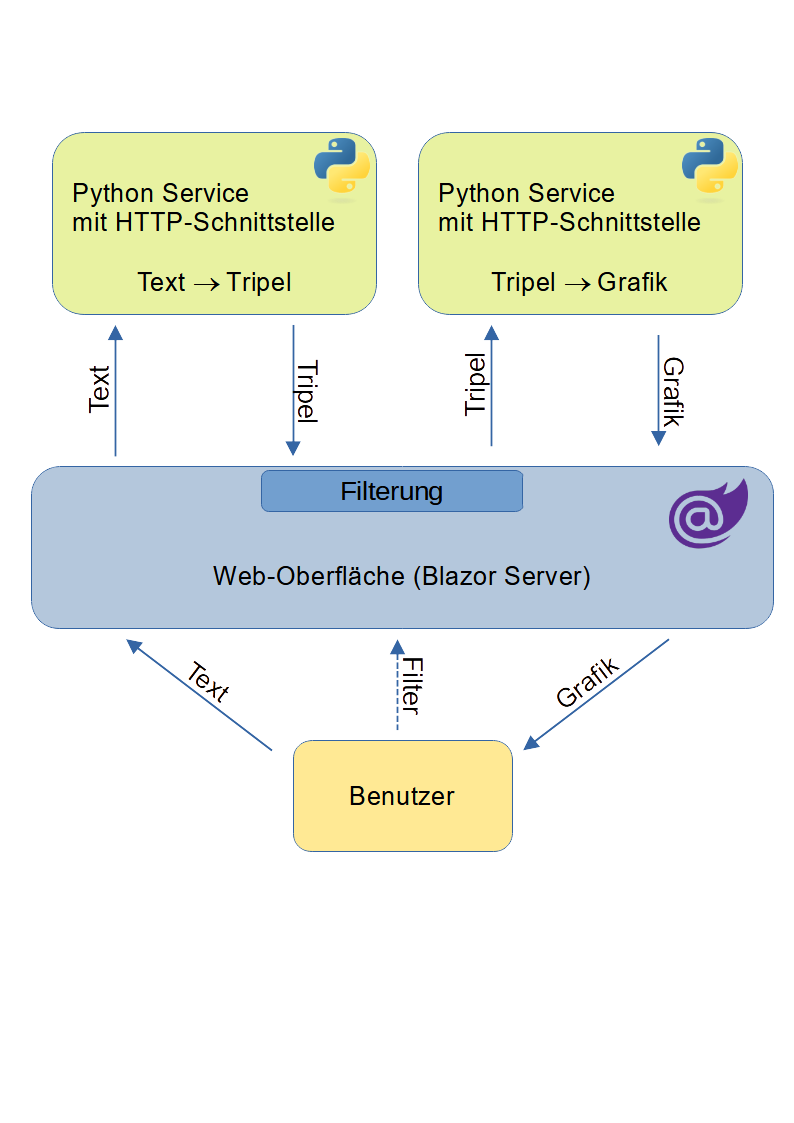 Python Service
mit HTTP-Schnittstelle
Text → Tripel
Python Service
mit HTTP-Schnittstelle
Tripel → Grafik
Text
Tripel
Tripel
Grafik
Filterung
@
Web-Oberfläche (Blazor Server)
Text
Filter
Grafik
Benutzer